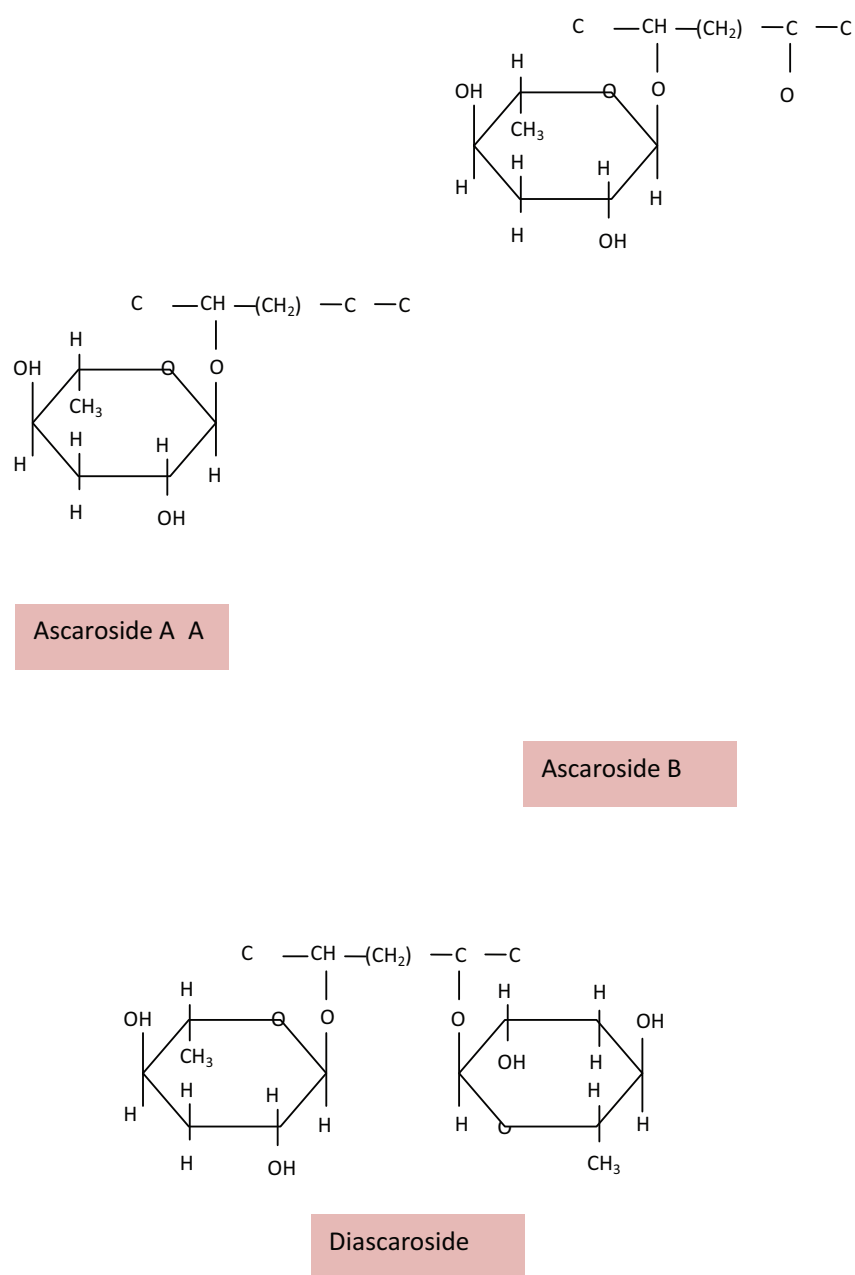 C —CH —(CH₂) —C —C
H
OH O O O
CH₃
H H
H H
H OH
C —CH —(CH₂) —C —C
H
OH O O
CH₃
H H
H H
H OH
Ascaroside A A
Ascaroside B
C —CH —(CH₂) —C —C
H H H
OH O O O OH
CH₃ OH H
H H H
H H H O H
H OH CH₃
Diascaroside